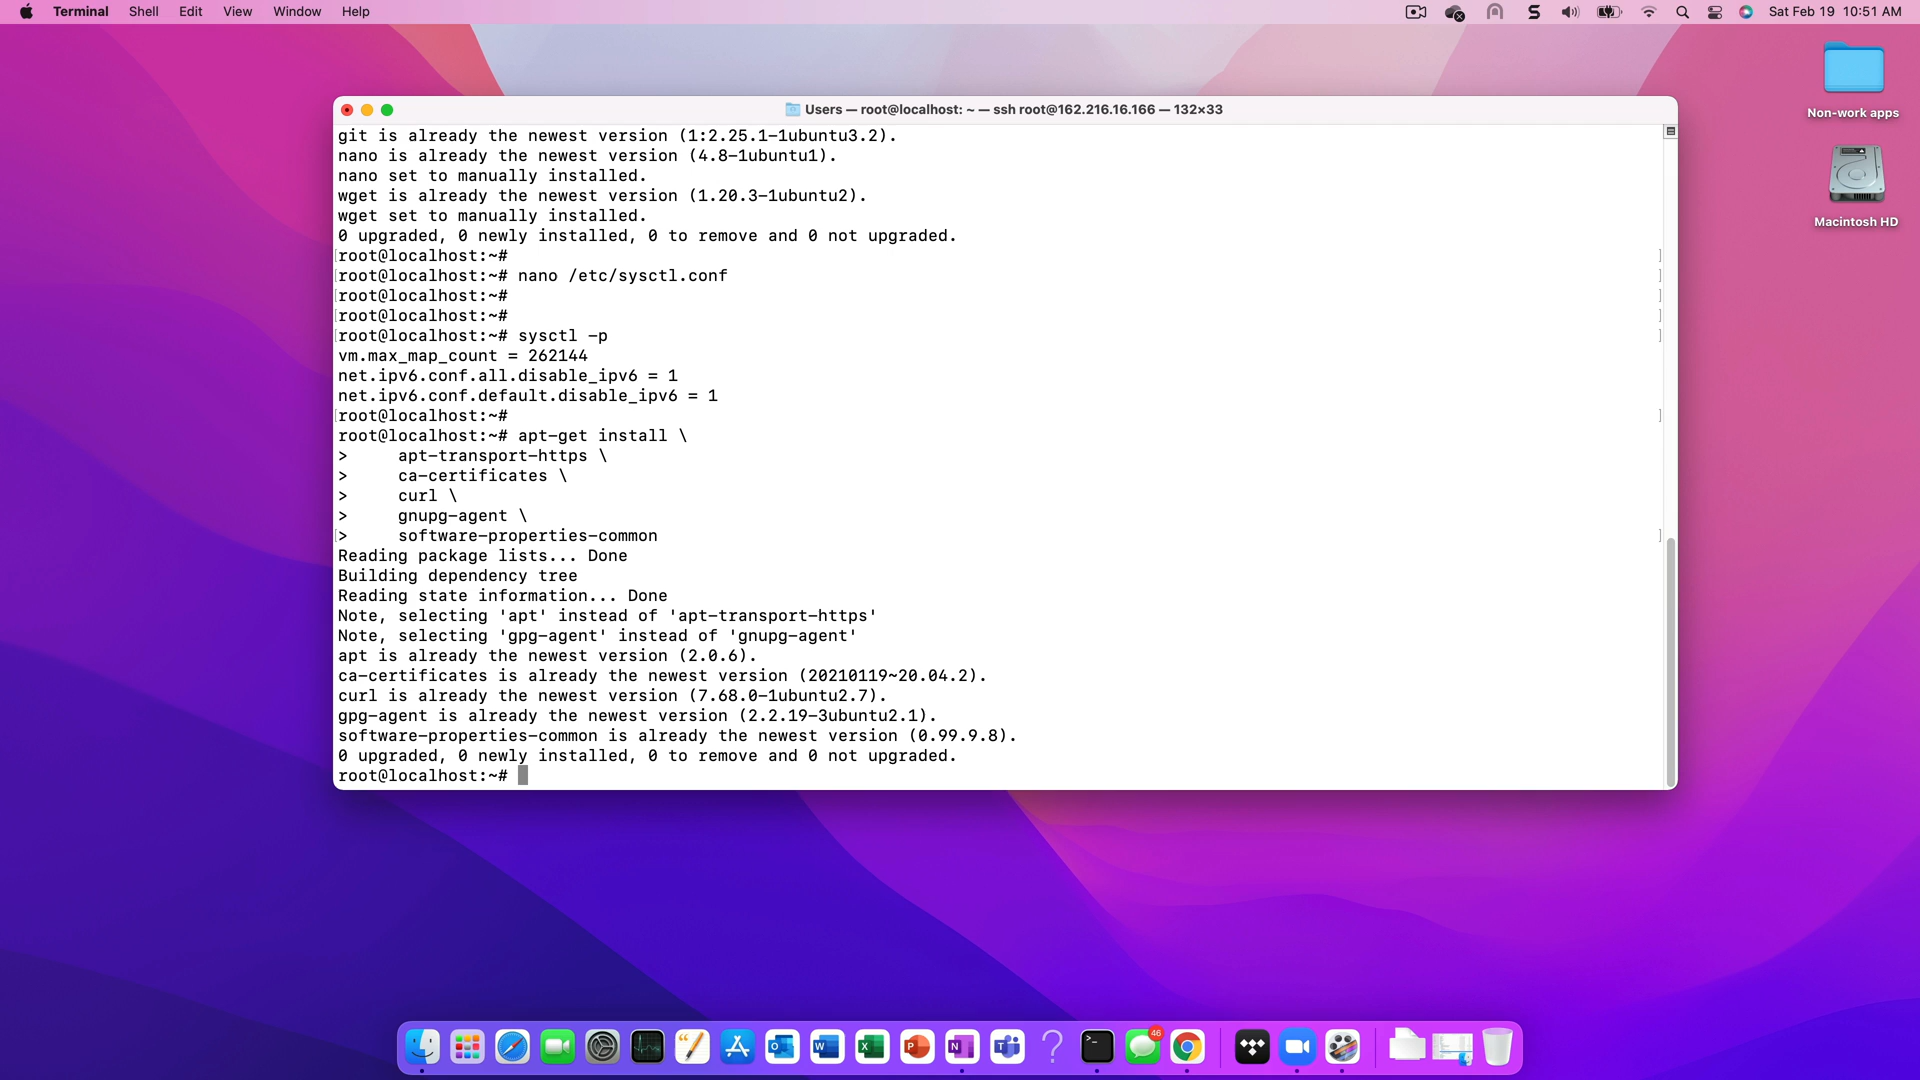 Terminal Shell Edit View Window Help Sat Feb 19 10:51 AM
Non-work apps
Macintosh HD
Users — root@localhost: ~ — ssh root@162.216.16.166 — 132×33
git is already the newest version (1:2.25.1-1ubuntu3.2).
nano is already the newest version (4.8-1ubuntu1).
nano set to manually installed.
wget is already the newest version (1.20.3-1ubuntu2).
wget set to manually installed.
0 upgraded, 0 newly installed, 0 to remove and 0 not upgraded.
[root@localhost:~# ]
[root@localhost:~# nano /etc/sysctl.conf ]
[root@localhost:~# ]
[root@localhost:~# ]
[root@localhost:~# sysctl -p ]
vm.max_map_count = 262144
net.ipv6.conf.all.disable_ipv6 = 1
net.ipv6.conf.default.disable_ipv6 = 1
[root@localhost:~# ]
root@localhost:~# apt-get install \
> apt-transport-https \
> ca-certificates \
> curl \
> gnupg-agent \
[> software-properties-common ]
Reading package lists... Done
Building dependency tree
Reading state information... Done
Note, selecting 'apt' instead of 'apt-transport-https'
Note, selecting 'gpg-agent' instead of 'gnupg-agent'
apt is already the newest version (2.0.6).
ca-certificates is already the newest version (20210119~20.04.2).
curl is already the newest version (7.68.0-1ubuntu2.7).
gpg-agent is already the newest version (2.2.19-3ubuntu2.1).
software-properties-common is already the newest version (0.99.9.8).
0 upgraded, 0 newly installed, 0 to remove and 0 not upgraded.
root@localhost:~#
46